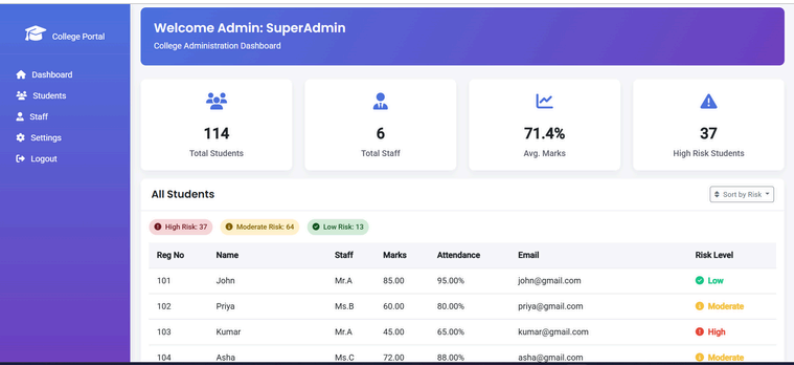 College Portal
Dashboard
Students
Staff
Settings
Logout
Welcome Admin: SuperAdmin
College Administration Dashboard
114
Total Students
6
Total Staff
71.4%
Avg. Marks
37
High Risk Students
All Students
Sort by Risk
High Risk: 37 Moderate Risk: 64 Low Risk: 13
Reg No Name Staff Marks Attendance Email Risk Level
101 John Mr.A 85.00 95.00% john@gmail.com Low
102 Priya Ms.B 60.00 80.00% priya@gmail.com Moderate
103 Kumar Mr.A 45.00 65.00% kumar@gmail.com High
104 Asha Ms.C 72.00 88.00% asha@gmail.com Moderate